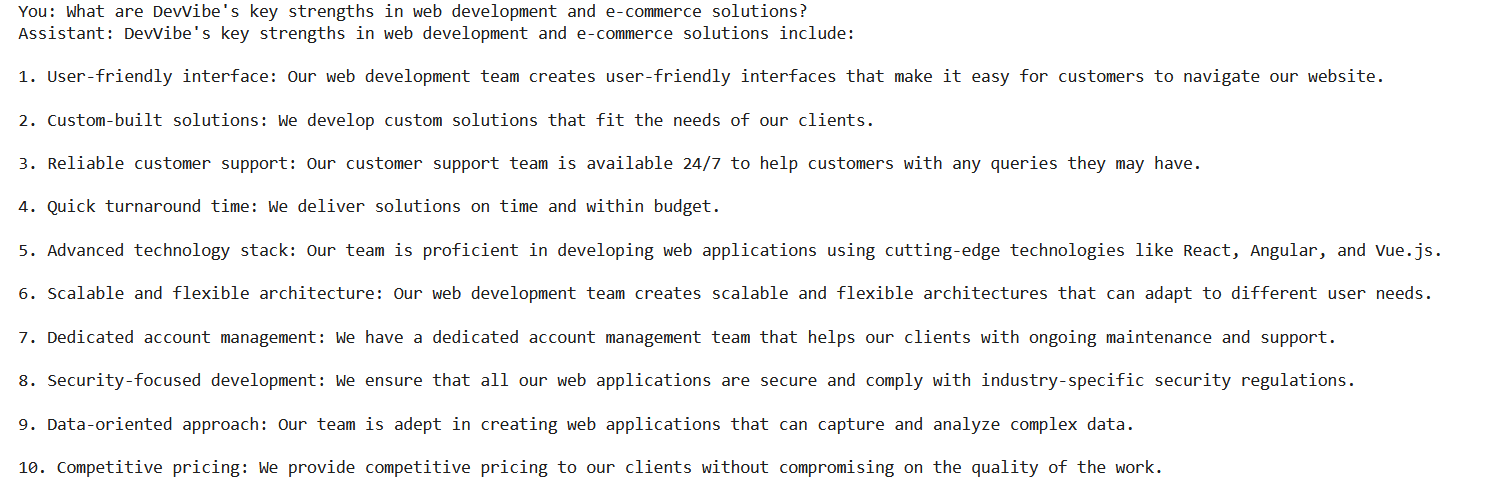 You: What are DevVibe's key strengths in web development and e-commerce solutions?
Assistant: DevVibe's key strengths in web development and e-commerce solutions include:
1. User-friendly interface: Our web development team creates user-friendly interfaces that make it easy for customers to navigate our website.
2. Custom-built solutions: We develop custom solutions that fit the needs of our clients.
3. Reliable customer support: Our customer support team is available 24/7 to help customers with any queries they may have.
4. Quick turnaround time: We deliver solutions on time and within budget.
5. Advanced technology stack: Our team is proficient in developing web applications using cutting-edge technologies like React, Angular, and Vue.js.
6. Scalable and flexible architecture: Our web development team creates scalable and flexible architectures that can adapt to different user needs.
7. Dedicated account management: We have a dedicated account management team that helps our clients with ongoing maintenance and support.
8. Security-focused development: We ensure that all our web applications are secure and comply with industry-specific security regulations.
9. Data-oriented approach: Our team is adept in creating web applications that can capture and analyze complex data.
10. Competitive pricing: We provide competitive pricing to our clients without compromising on the quality of the work.